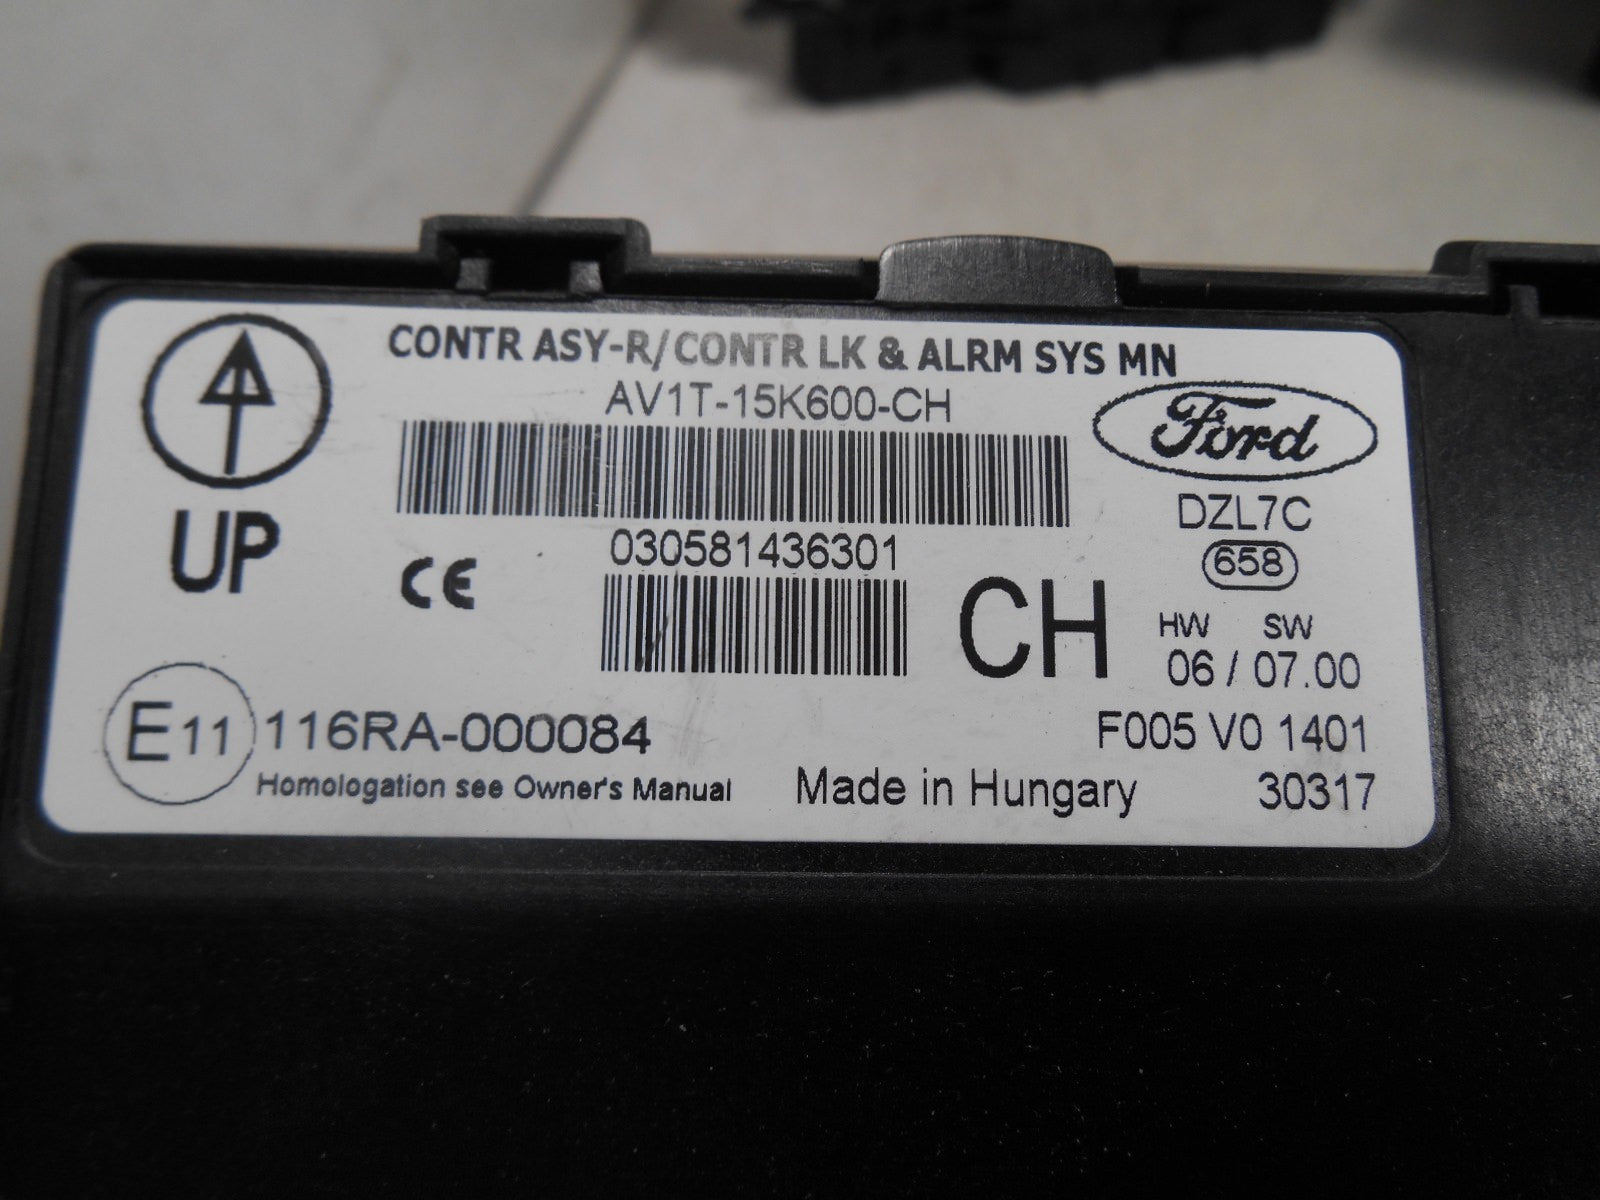 CONTR ASY-R/CONTR LK & ALRM SYS MN
AV1T-15K600-CH
Ford
UP
CE
030581436301
CH
DZL7C
658
HW SW
06 / 07.00
E11 116RA-000084
F005 V0 1401
Homologation see Owner's Manual
Made in Hungary
30317